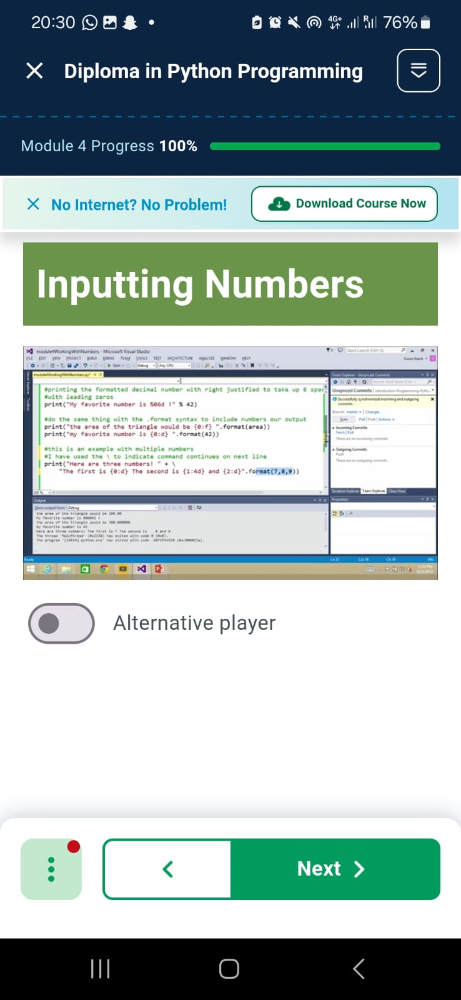 20:30
4G+ R 76%
Diploma in Python Programming
Module 4 Progress 100%
No Internet? No Problem!
Download Course Now
Inputting Numbers
module4WorkingWithNumbers - Microsoft Visual Studio
Quick Launch (Ctrl+Q)
FILE EDIT VIEW PROJECT BUILD DEBUG TEAM TOOLS TEST ARCHITECTURE ANALYZE WINDOW HELP
Susan Ibach
Start Debug Any CPU
module4WorkingWithNumbers.py*
Team Explorer - Unsynced Commits
Server Explorer Toolbox
Search Work Items (Ctrl+)
#printing the formatted decimal number with right justified to take up 6 spac
Unsynced Commits | Introduction-Programming-Pyth...
#with leading zeros
print("My favorite number is %06d !" % 42)
Successfully synchronized incoming and outgoing
commits.
Branch: master Changes
#do the same thing with the .format syntax to include numbers our output
Sync Pull | Push | Actions
print("the area of the triangle would be {0:f} ".format(area))
print("my favorite number is {0:d} ".format(42))
Incoming Commits
Fetch | Pull
There are no incoming commits.
#this is an example with multiple numbers
Outgoing Commits
Push
#I have used the \ to indicate command continues on next line
There are no outgoing commits.
print("Here are three numbers! " + \
"The first is {0:d} The second is {1:4d} and {2:d}".format(7,8,9))
100 %
Solution Explorer Team Explorer Class View
Output
Properties
Show output from: Debug
the area of the triangle would be 100.00
My favorite number is 000042 !
the area of the triangle would be 100.000000
my favorite number is 42
Here are three numbers! The first is 7 The second is 8 and 9
The thread 'MainThread' (0x2330) has exited with code 0 (0x0).
The program '[16824] python.exe' has exited with code -1073741510 (0xc000013a).
Ready
Ln 22 Col 59 Ch 59 INS
Alternative player
Next